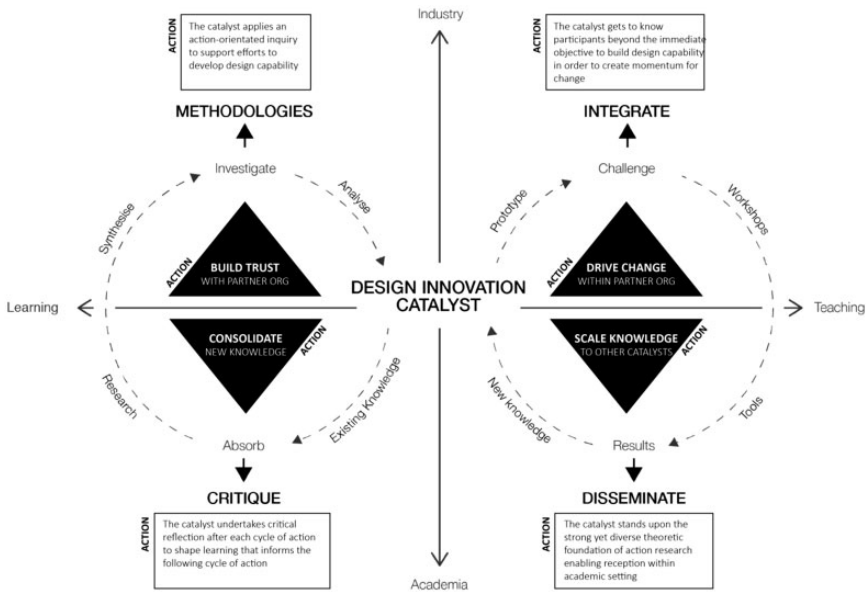 Industry
ACTION
The catalyst applies an
action-orientated inquiry
to support efforts to
develop design capability
METHODOLOGIES
ACTION
The catalyst gets to know
participants beyond the immediate
objective to build design capability
in order to create momentum for
change
INTEGRATE
Investigate
Synthesise
Analyse
Challenge
Prototype
Workshops
ACTION
BUILD TRUST
WITH PARTNER ORG
ACTION
DRIVE CHANGE
WITHIN PARTNER ORG
Learning
DESIGN INNOVATION
CATALYST
Teaching
CONSOLIDATE
NEW KNOWLEDGE
ACTION
SCALE KNOWLEDGE
TO OTHER CATALYSTS
ACTION
Research
Existing Knowledge
New knowledge
Tools
Absorb
Results
CRITIQUE
ACTION
The catalyst undertakes critical
reflection after each cycle of action
to shape learning that informs the
following cycle of action
DISSEMINATE
ACTION
The catalyst stands upon the
strong yet diverse theoretic
foundation of action research
enabling reception within
academic setting
Academia